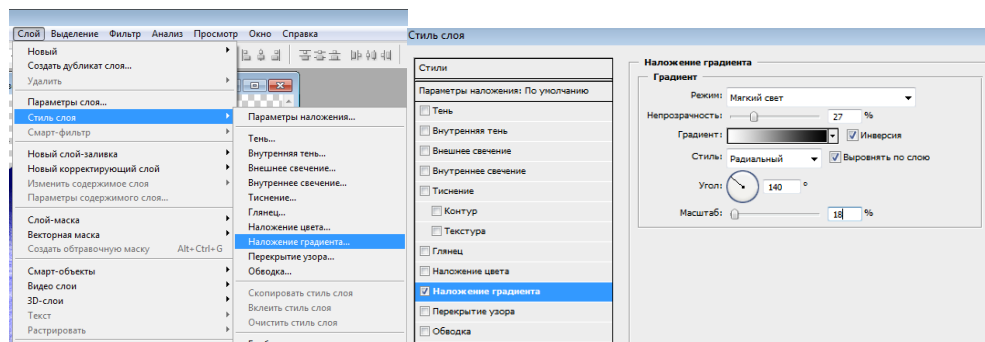 Слой Выделение Фильтр Анализ Просмотр Окно Справка
Новый
Создать дубликат слоя...
Удалить
Параметры слоя...
Стиль слоя
Смарт-фильтр
Новый слой-заливка
Новый корректирующий слой
Изменить содержимое слоя
Параметры содержимого слоя...
Слой-маска
Векторная маска
Создать обтравочную маску Alt+Ctrl+G
Смарт-объекты
Видео слои
3D-слои
Текст
Растрировать
Параметры наложения...
Тень...
Внутренняя тень...
Внешнее свечение...
Внутреннее свечение...
Тиснение...
Глянец...
Наложение цвета...
Наложение градиента...
Перекрытие узора...
Обводка...
Скопировать стиль слоя
Вклеить стиль слоя
Очистить стиль слоя
Стиль слоя
Стили
Параметры наложения: По умолчанию
Тень
Внутренняя тень
Внешнее свечение
Внутреннее свечение
Тиснение
Контур
Текстура
Глянец
Наложение цвета
Наложение градиента
Перекрытие узора
Обводка
Наложение градиента
Градиент
Режим: Мягкий свет
Непрозрачность: 27 %
Градиент: Инверсия
Стиль: Радиальный Выровнять по слою
Угол: 140 °
Масштаб: 18 %